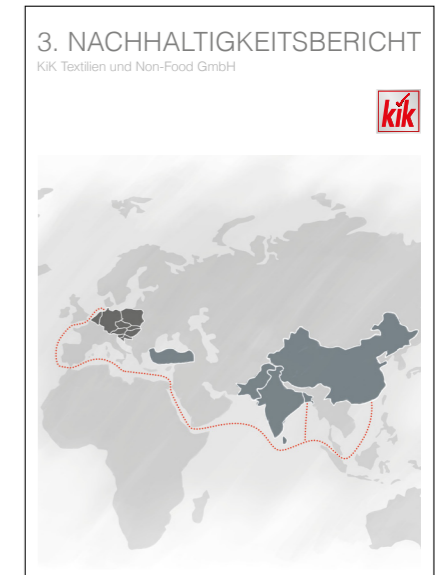 3. NACHHALTIGKEITSBERICHT
KiK Textilien und Non-Food GmbH
kik